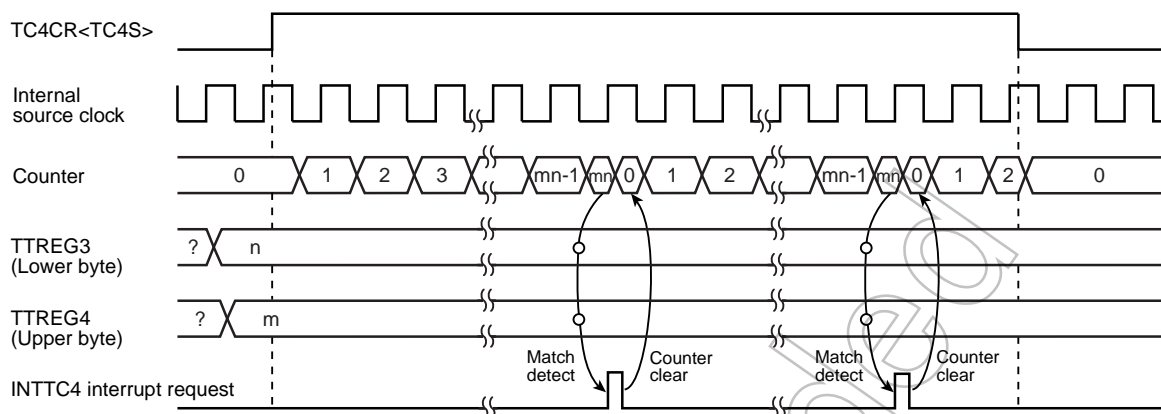 TC4CR<TC4S>
Internal
source clock
Counter
0 1 2 3 mn-1 mn 0 1 2 mn-1 mn 0 1 2 0
TTREG3
(Lower byte)
? n
TTREG4
(Upper byte)
? m
Match
detect
Counter
clear
Match
detect
Counter
clear
INTTC4 interrupt request